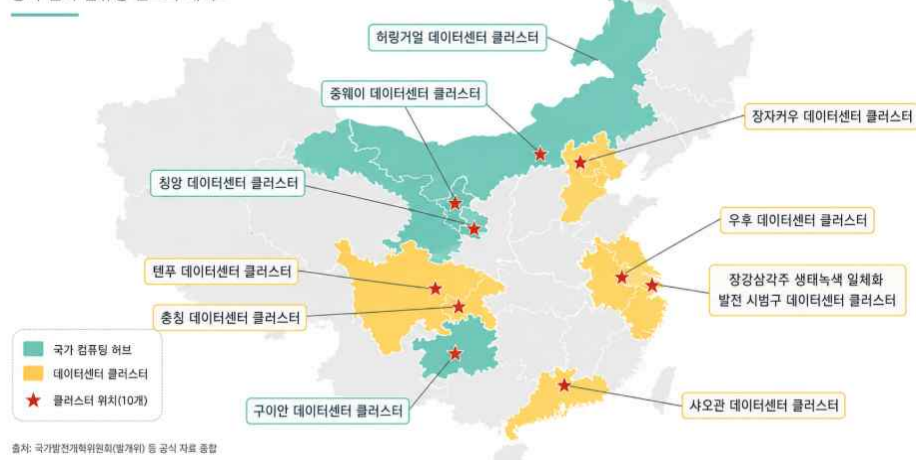 허링거얼 데이터센터 클러스터
중웨이 데이터센터 클러스터
장자커우 데이터센터 클러스터
칭양 데이터센터 클러스터
우후 데이터센터 클러스터
톈푸 데이터센터 클러스터
장강삼각주 생태녹색 일체화
발전 시범구 데이터센터 클러스터
충칭 데이터센터 클러스터
국가 컴퓨팅 허브
데이터센터 클러스터
클러스터 위치(10개)
구이안 데이터센터 클러스터
샤오관 데이터센터 클러스터
출처: 국가발전개혁위원회(발개위) 등 공식 자료 종합